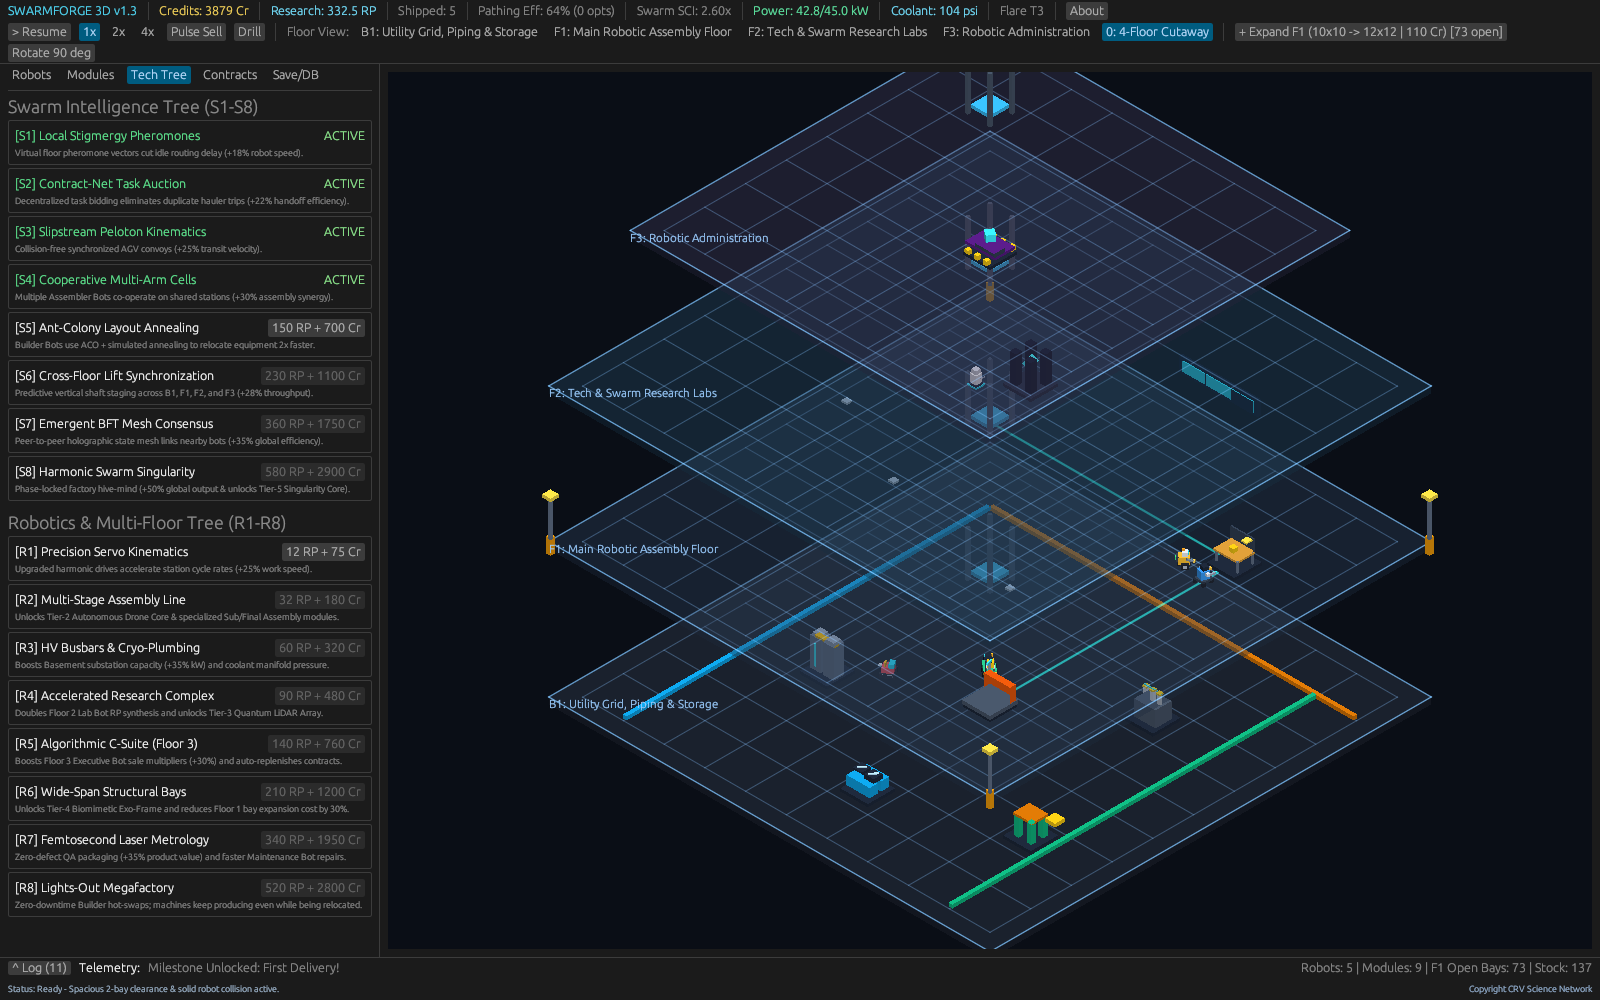 SWARMFORGE 3D v1.3 Credits: 3879 Cr Research: 332.5 RP Shipped: 5 Pathing Eff: 64% (0 opts) Swarm SCI: 2.60x Power: 42.8/45.0 kW Coolant: 104 psi Flare T3 About
> Resume 1x 2x 4x Pulse Sell Drill Floor View: B1: Utility Grid, Piping & Storage F1: Main Robotic Assembly Floor F2: Tech & Swarm Research Labs F3: Robotic Administration 0: 4-Floor Cutaway + Expand F1 (10x10 -> 12x12 | 110 Cr) [73 open]
Rotate 90 deg
Robots Modules Tech Tree Contracts Save/DB
Swarm Intelligence Tree (S1-S8)
[S1] Local Stigmergy Pheromones ACTIVE
Virtual floor pheromone vectors cut idle routing delay (+18% robot speed).
[S2] Contract-Net Task Auction ACTIVE
Decentralized task bidding eliminates duplicate hauler trips (+22% handoff efficiency).
[S3] Slipstream Peloton Kinematics ACTIVE
Collision-free synchronized AGV convoys (+25% transit velocity).
[S4] Cooperative Multi-Arm Cells ACTIVE
Multiple Assembler Bots co-operate on shared stations (+30% assembly synergy).
[S5] Ant-Colony Layout Annealing 150 RP + 700 Cr
Builder Bots use ACO + simulated annealing to relocate equipment 2x faster.
[S6] Cross-Floor Lift Synchronization 230 RP + 1100 Cr
Predictive vertical shaft staging across B1, F1, F2, and F3 (+28% throughput).
[S7] Emergent BFT Mesh Consensus 360 RP + 1750 Cr
Peer-to-peer holographic state mesh links nearby bots (+35% global efficiency).
[S8] Harmonic Swarm Singularity 580 RP + 2900 Cr
Phase-locked factory hive-mind (+50% global output & unlocks Tier-5 Singularity Core).
Robotics & Multi-Floor Tree (R1-R8)
[R1] Precision Servo Kinematics 12 RP + 75 Cr
Upgraded harmonic drives accelerate station cycle rates (+25% work speed).
[R2] Multi-Stage Assembly Line 32 RP + 180 Cr
Unlocks Tier-2 Autonomous Drone Core & specialized Sub/Final Assembly modules.
[R3] HV Busbars & Cryo-Plumbing 60 RP + 320 Cr
Boosts Basement substation capacity (+35% kW) and coolant manifold pressure.
[R4] Accelerated Research Complex 90 RP + 480 Cr
Doubles Floor 2 Lab Bot RP synthesis and unlocks Tier-3 Quantum LiDAR Array.
[R5] Algorithmic C-Suite (Floor 3) 140 RP + 760 Cr
Boosts Floor 3 Executive Bot sale multipliers (+30%) and auto-replenishes contracts.
[R6] Wide-Span Structural Bays 210 RP + 1200 Cr
Unlocks Tier-4 Biomimetic Exo-Frame and reduces Floor 1 bay expansion cost by 30%.
[R7] Femtosecond Laser Metrology 340 RP + 1950 Cr
Zero-defect QA packaging (+35% product value) and faster Maintenance Bot repairs.
[R8] Lights-Out Megafactory 520 RP + 2800 Cr
Zero-downtime Builder hot-swaps; machines keep producing even while being relocated.
F3: Robotic Administration
F2: Tech & Swarm Research Labs
F1: Main Robotic Assembly Floor
B1: Utility Grid, Piping & Storage
^ Log (11) Telemetry: Milestone Unlocked: First Delivery! Robots: 5 | Modules: 9 | F1 Open Bays: 73 | Stock: 137
Status: Ready - Spacious 2-bay clearance & solid robot collision active. Copyright CRV Science Network